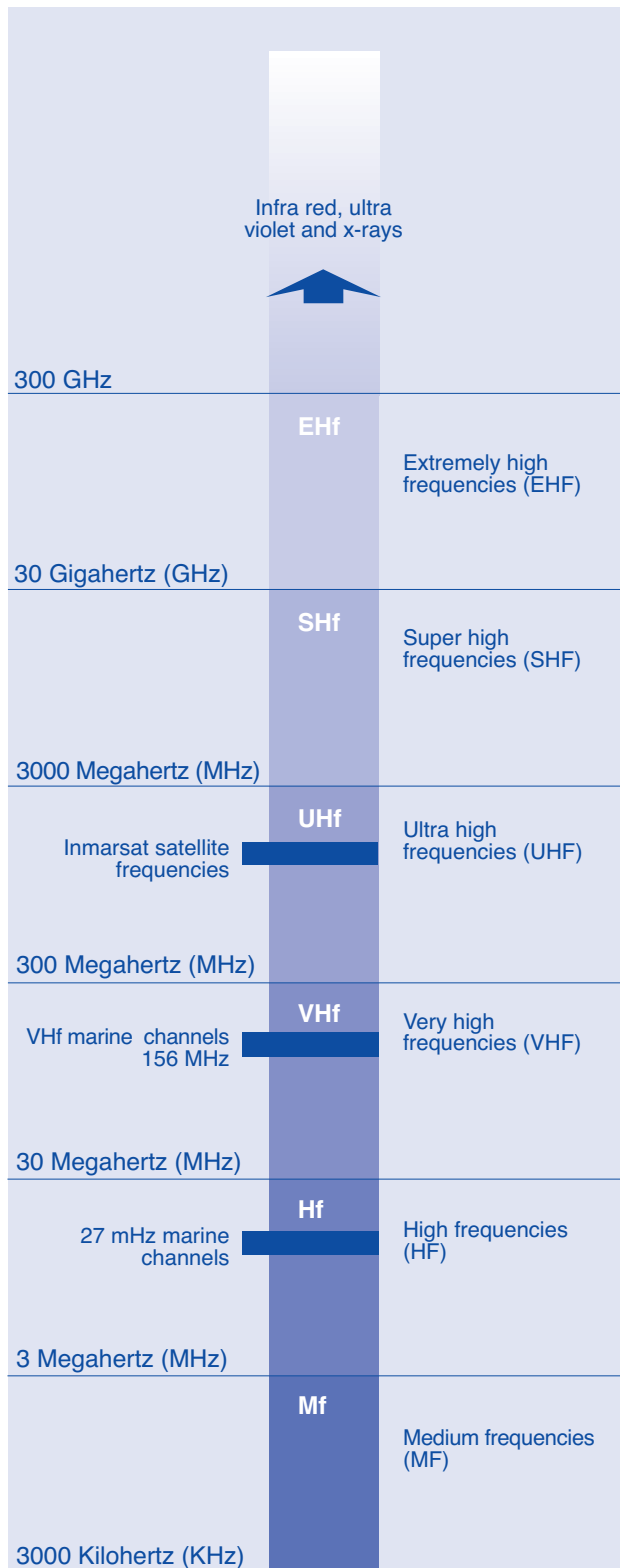 Infra red, ultra
violet and x-rays
300 GHz
EHf
Extremely high
frequencies (EHF)
30 Gigahertz (GHz)
SHf
Super high
frequencies (SHF)
3000 Megahertz (MHz)
UHf
Inmarsat satellite
frequencies
Ultra high
frequencies (UHF)
300 Megahertz (MHz)
VHf
VHf marine channels
156 MHz
Very high
frequencies (VHF)
30 Megahertz (MHz)
Hf
27 mHz marine
channels
High frequencies
(HF)
3 Megahertz (MHz)
Mf
Medium frequencies
(MF)
3000 Kilohertz (KHz)